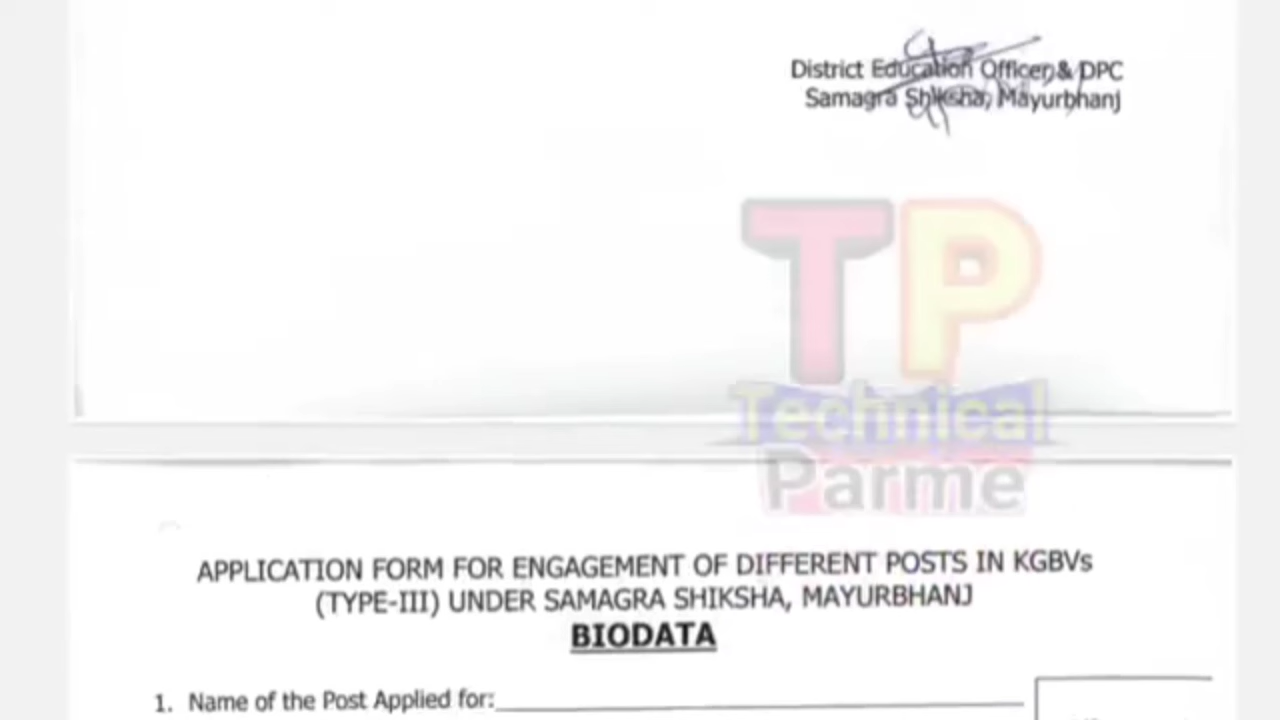 District Education Officer & DPC
Samagra Shiksha, Mayurbhanj
TP
Technical
Parme
APPLICATION FORM FOR ENGAGEMENT OF DIFFERENT POSTS IN KGBVs
(TYPE-III) UNDER SAMAGRA SHIKSHA, MAYURBHANJ
BIODATA
1. Name of the Post Applied for: